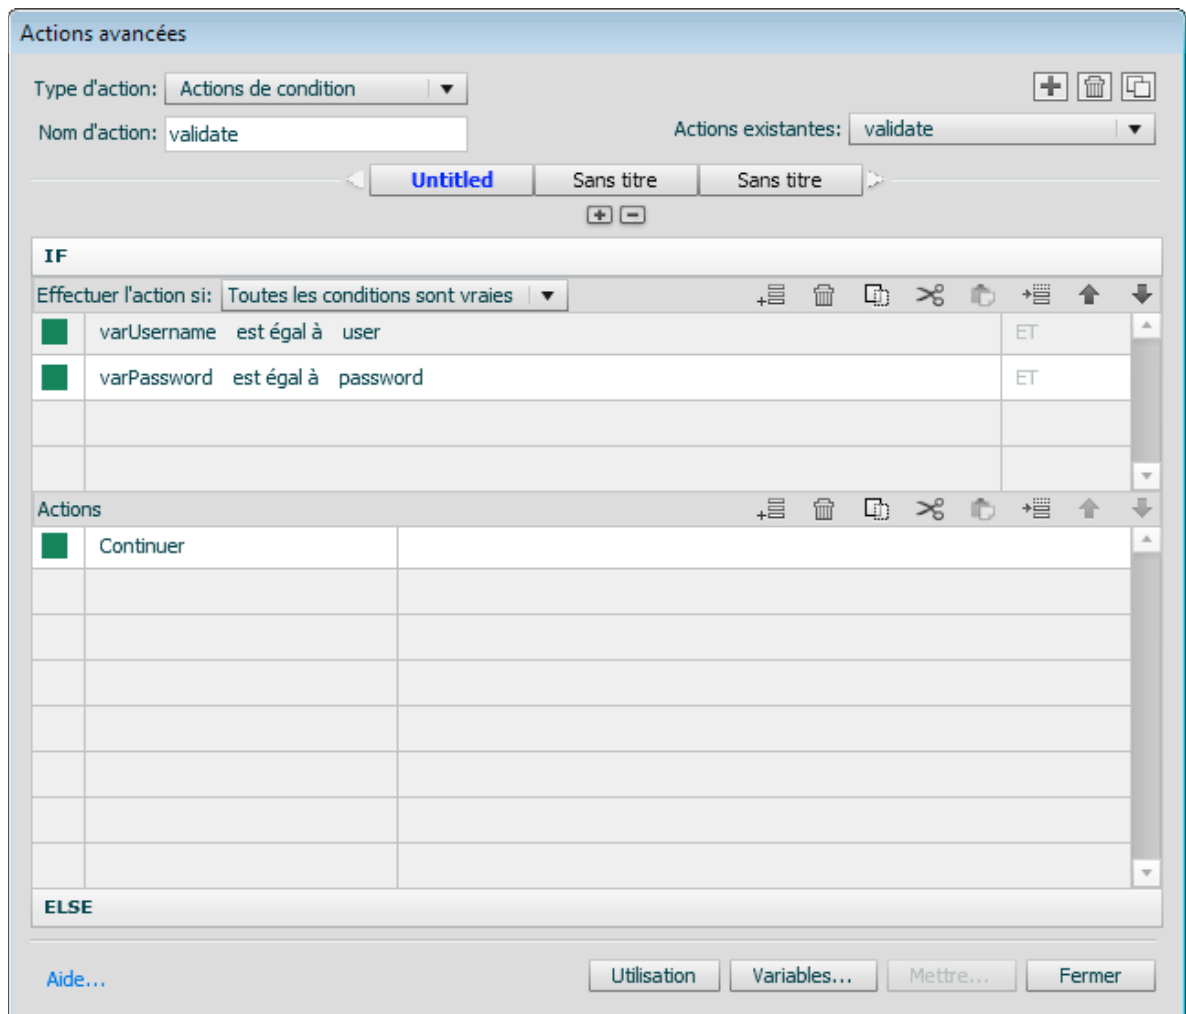 Actions avancées
Type d'action: Actions de condition
Nom d'action: validate
Actions existantes: validate
Untitled Sans titre Sans titre
IF
Effectuer l'action si: Toutes les conditions sont vraies
varUsername est égal à user ET
varPassword est égal à password ET
Actions
Continuer
ELSE
Aide... Utilisation Variables... Mettre... Fermer